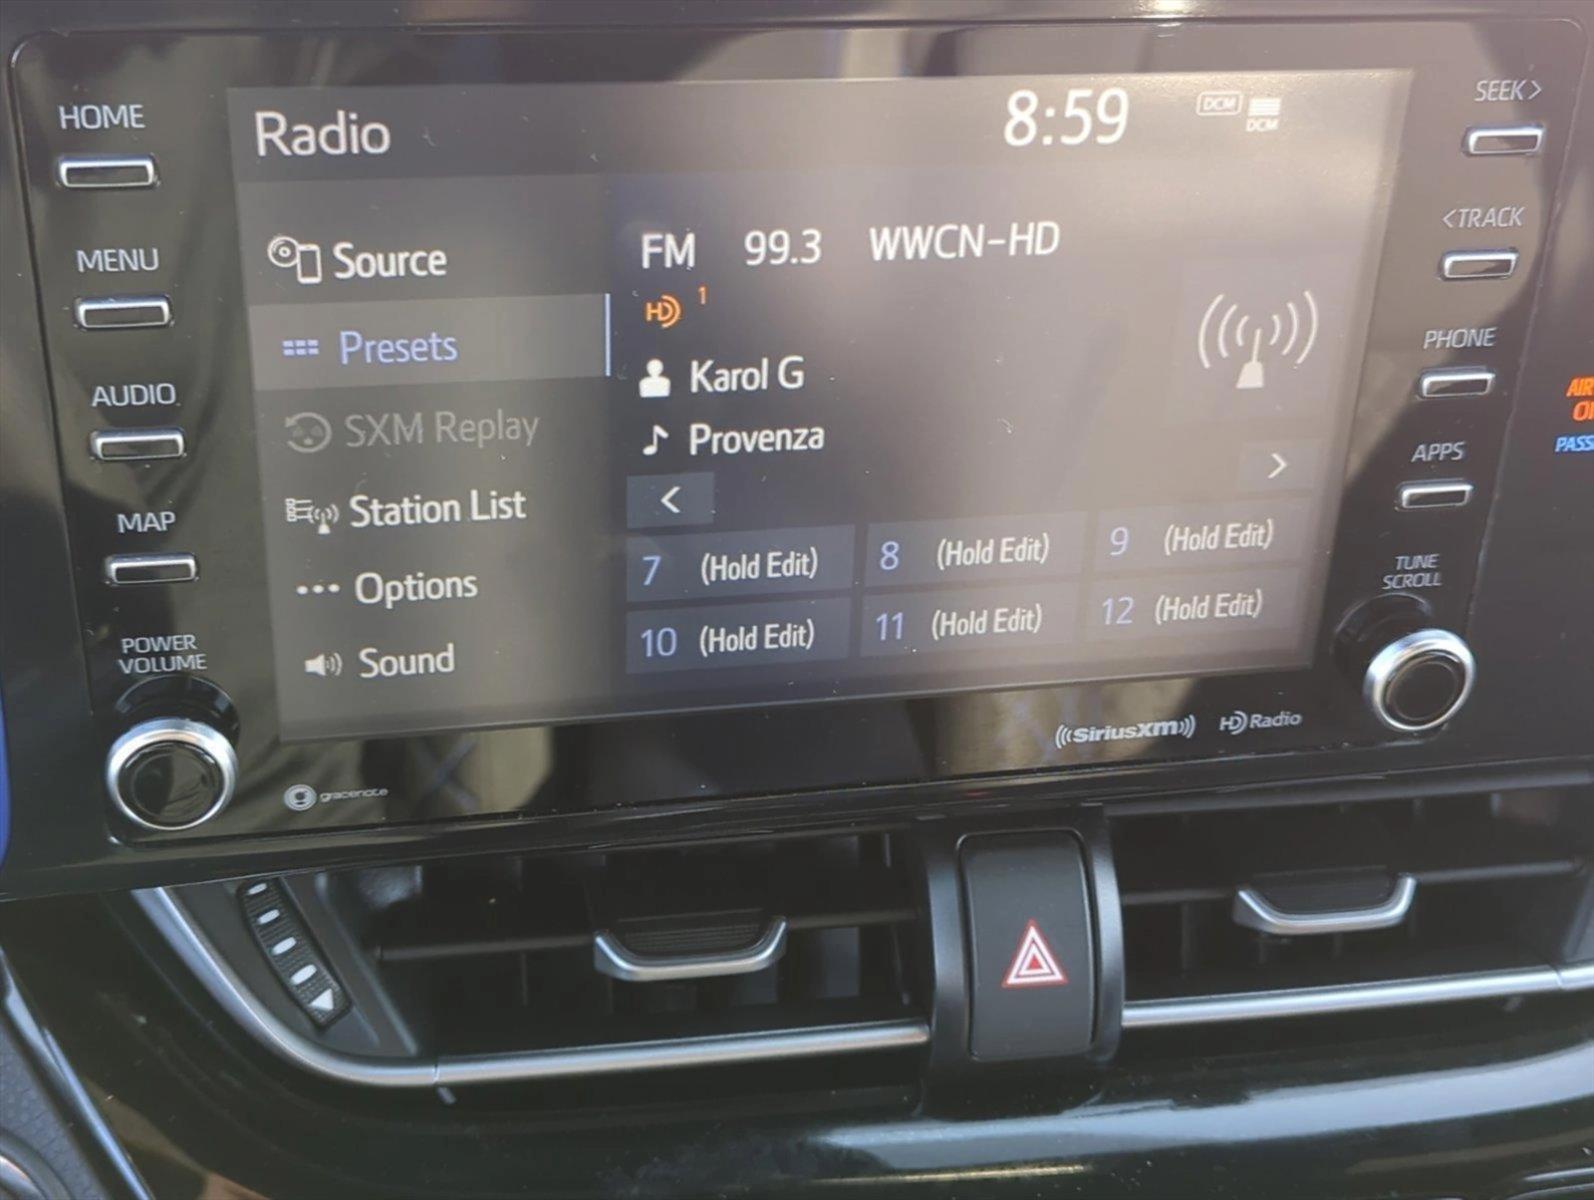 HOME
MENU
AUDIO
MAP
POWER
VOLUME
Radio
8:59
DCM
DCM
Source
Presets
SXM Replay
Station List
Options
Sound
FM 99.3 WWCN-HD
HD 1
Karol G
Provenza
<
>
7 (Hold Edit) 8 (Hold Edit) 9 (Hold Edit)
10 (Hold Edit) 11 (Hold Edit) 12 (Hold Edit)
SEEK>
<TRACK
PHONE
APPS
TUNE
SCROLL
gracenote
((SiriusXM)) HD Radio
AIR
PASS